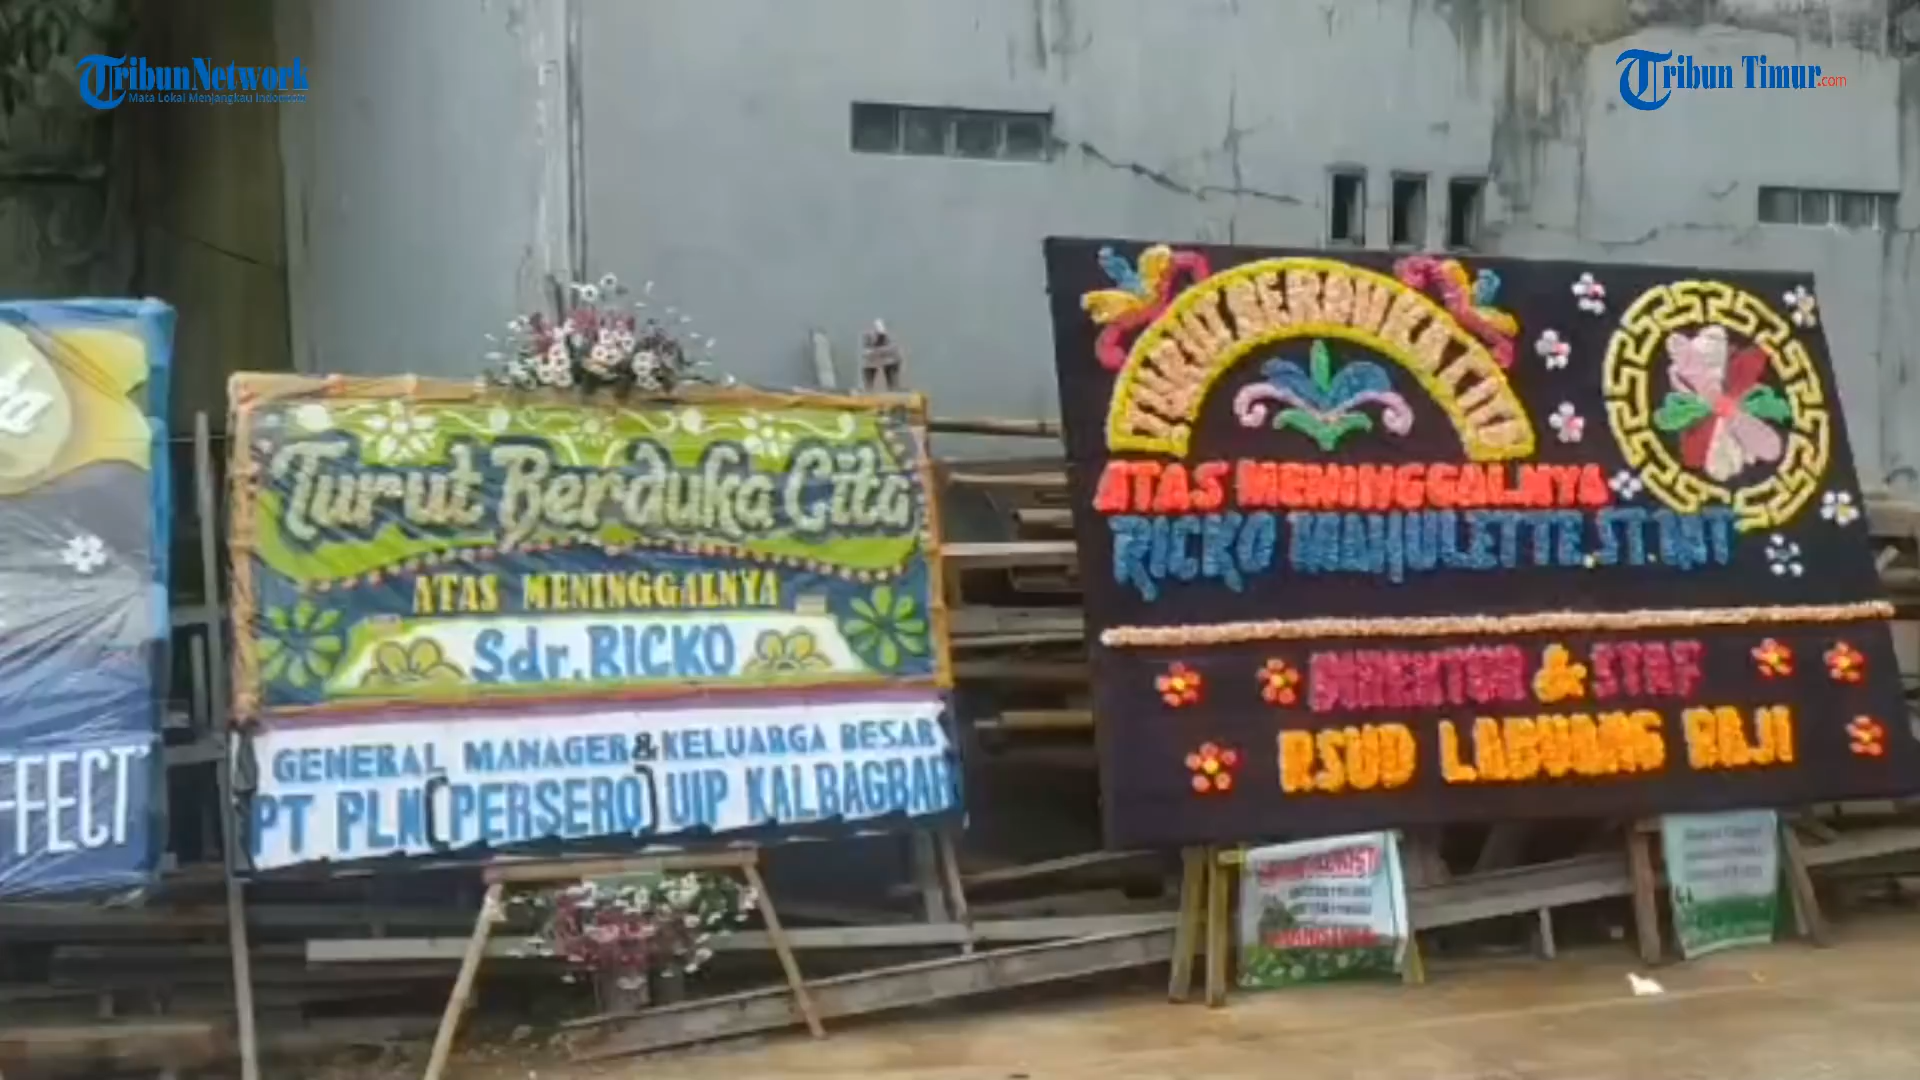 TribunNetwork
Mata Lokal Menjangkau Indonesia
Tribun Timur.com
FFECT
Turut Berduka Cita
ATAS MENINGGALNYA
Sdr. RICKO
GENERAL MANAGER & KELUARGA BESAR
PT PLN (PERSERO) UIP KALBAGBAR
TURUT BERDUKA CITA
ATAS MENINGGALNYA
RICKO MAHULETTE.ST.MT
DIREKTUR & STAF
RSUD LABUANG BAJI